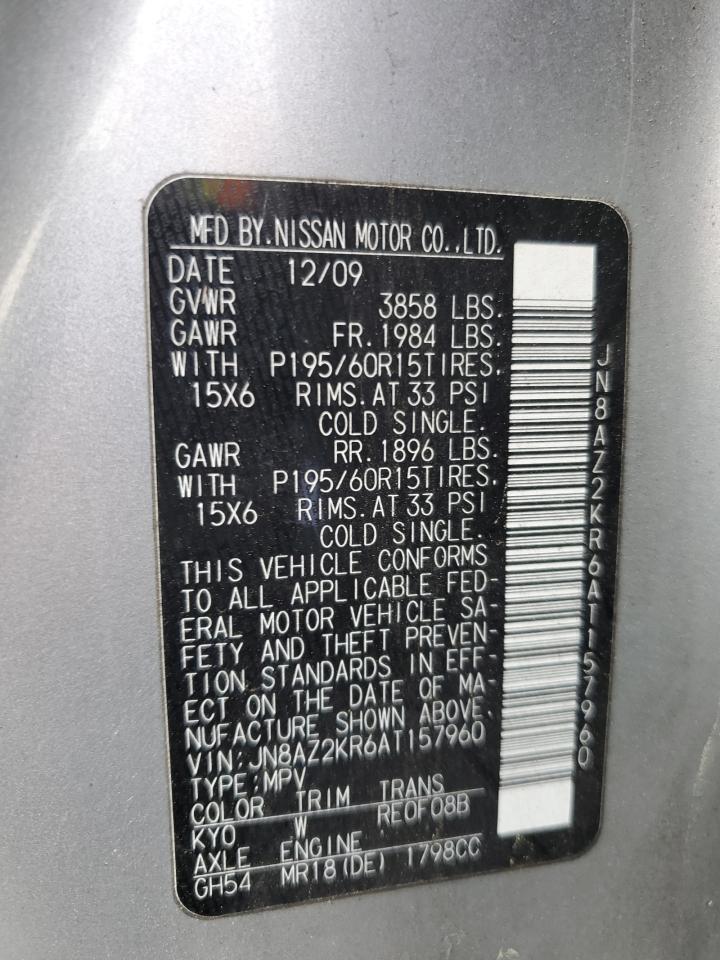 MFD BY.NISSAN MOTOR CO.,LTD.
DATE 12/09
GVWR 3858 LBS.
GAWR FR. 1984 LBS.
WITH P195/60R15TIRES,
15X6 RIMS. AT 33 PSI
COLD SINGLE.
GAWR RR. 1896 LBS.
WITH P195/60R15TIRES,
15X6 RIMS. AT 33 PSI
COLD SINGLE.
THIS VEHICLE CONFORMS
TO ALL APPLICABLE FED-
ERAL MOTOR VEHICLE SA-
FETY AND THEFT PREVEN-
TION STANDARDS IN EFF-
ECT ON THE DATE OF MA-
NUFACTURE SHOWN ABOVE.
VIN:JN8AZ2KR6AT157960
TYPE;MPV
COLOR TRIM TRANS
KY0 W RE0F08B
AXLE ENGINE
GH54 MR18(DE) 1798CC
JN8AZ2KR6AT157960